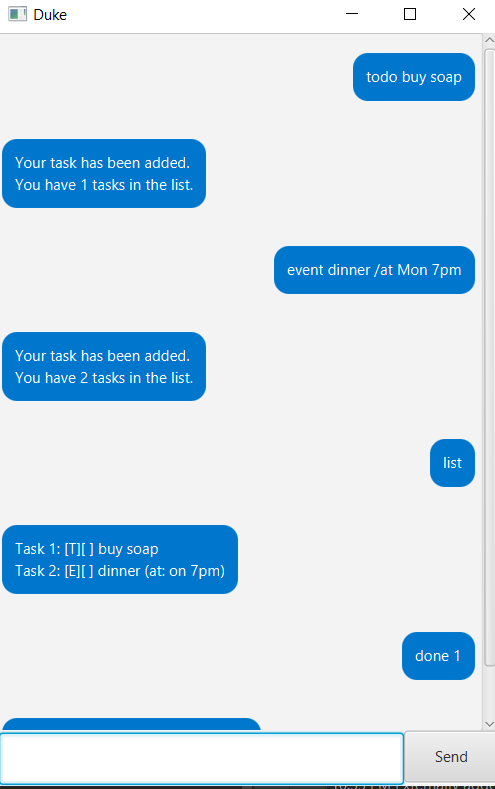 Duke
todo buy soap
Your task has been added.
You have 1 tasks in the list.
event dinner /at Mon 7pm
Your task has been added.
You have 2 tasks in the list.
list
Task 1: [T][ ] buy soap
Task 2: [E][ ] dinner (at: on 7pm)
done 1
Send